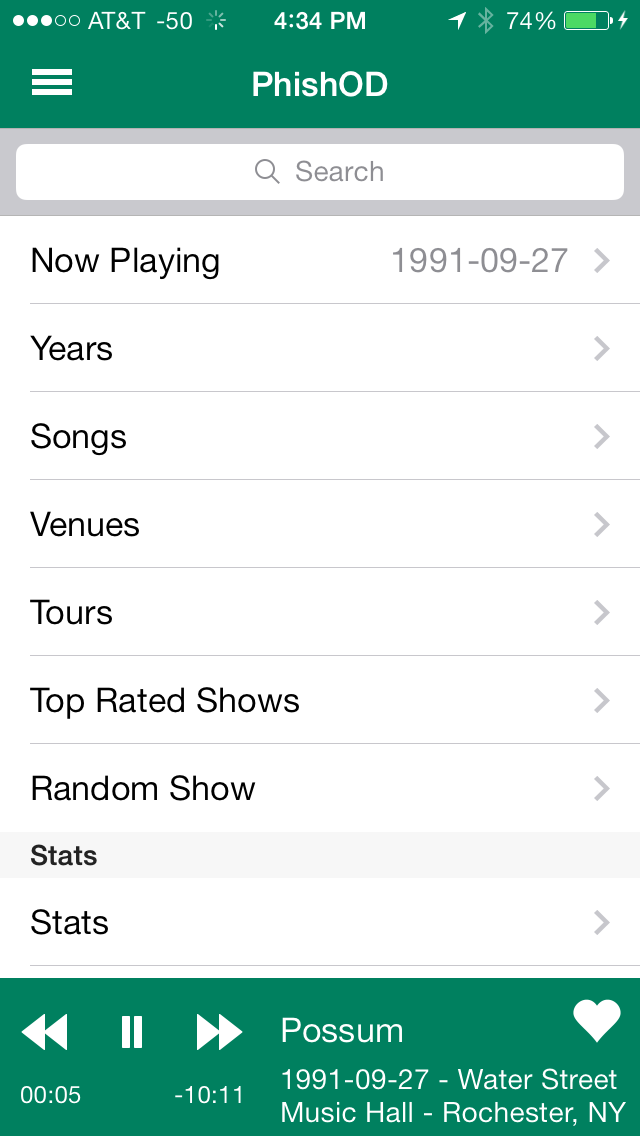 AT&T -50 4:34 PM 74%
PhishOD
Search
Now Playing 1991-09-27
Years
Songs
Venues
Tours
Top Rated Shows
Random Show
Stats
Stats
Possum
00:05 -10:11
1991-09-27 - Water Street
Music Hall - Rochester, NY